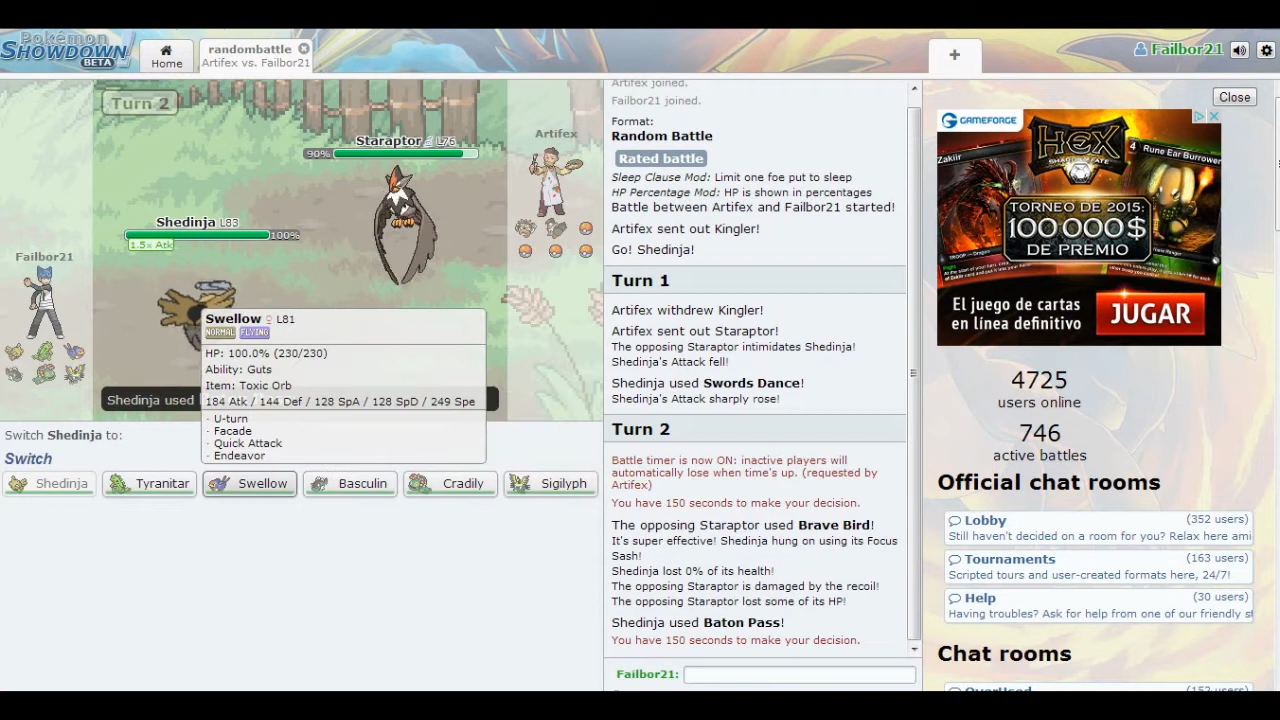 Pokémon
SHOWDOWN
BETA
Home
randombattle
Artifex vs. Failbor21
+
Failbor21
Turn 2
Staraptor ♂ L76
90%
Artifex
Shedinja L83
100%
1.5× Atk
Failbor21
Swellow ♀ L81
NORMAL FLYING
HP: 100.0% (230/230)
Ability: Guts
Item: Toxic Orb
184 Atk / 144 Def / 128 SpA / 128 SpD / 249 Spe
- U-turn
- Facade
- Quick Attack
- Endeavor
Shedinja used
Switch Shedinja to:
Switch
Shedinja
Tyranitar
Swellow
Basculin
Cradily
Sigilyph
Artifex joined.
Failbor21 joined.
Format:
Random Battle
Rated battle
Sleep Clause Mod: Limit one foe put to sleep
HP Percentage Mod: HP is shown in percentages
Battle between Artifex and Failbor21 started!
Artifex sent out Kingler!
Go! Shedinja!
Turn 1
Artifex withdrew Kingler!
Artifex sent out Staraptor!
The opposing Staraptor intimidates Shedinja!
Shedinja's Attack fell!
Shedinja used Swords Dance!
Shedinja's Attack sharply rose!
Turn 2
Battle timer is now ON: inactive players will
automatically lose when time's up. (requested by
Artifex)
You have 150 seconds to make your decision.
The opposing Staraptor used Brave Bird!
It's super effective! Shedinja hung on using its Focus
Sash!
Shedinja lost 0% of its health!
The opposing Staraptor is damaged by the recoil!
The opposing Staraptor lost some of its HP!
Shedinja used Baton Pass!
You have 150 seconds to make your decision.
Failbor21:
Close
GAMEFORGE
HEX
SHARDS OF FATE
Zakiir
4 Rune Ear Burrower
TORNEO DE 2015:
100 000$
DE PREMIO
El juego de cartas
en línea definitivo
JUGAR
4725
users online
746
active battles
Official chat rooms
Lobby (352 users)
Still haven't decided on a room for you? Relax here ami
Tournaments (163 users)
Scripted tours and user-created formats here, 24/7!
Help (30 users)
Having troubles? Ask for help from one of our friendly st
Chat rooms
OverUsed (152 users)